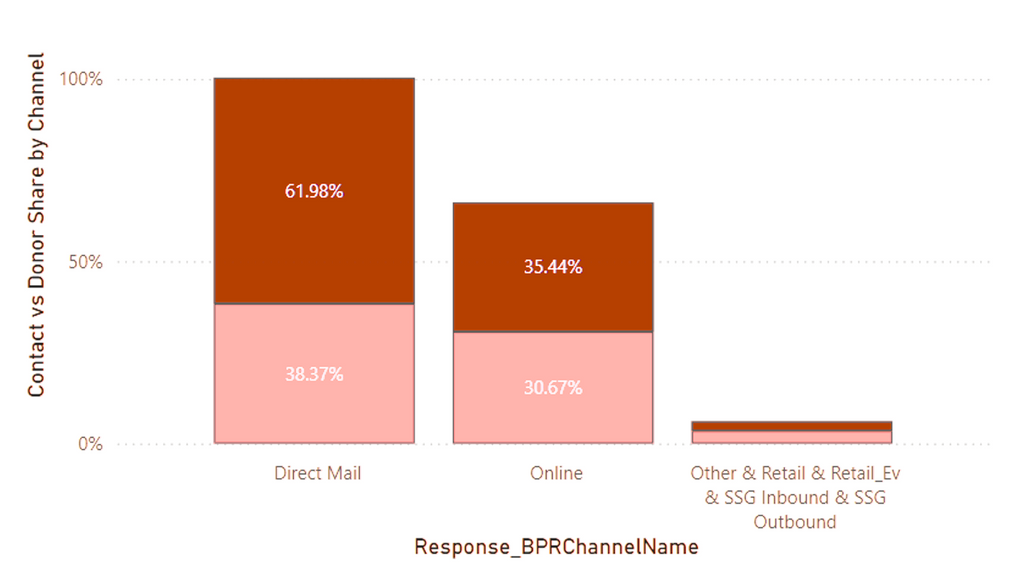 Contact vs Donor Share by Channel
100%
50%
0%
61.98%
38.37%
35.44%
30.67%
Direct Mail
Online
Other & Retail & Retail_Ev
& SSG Inbound & SSG
Outbound
Response_BPRChannelName